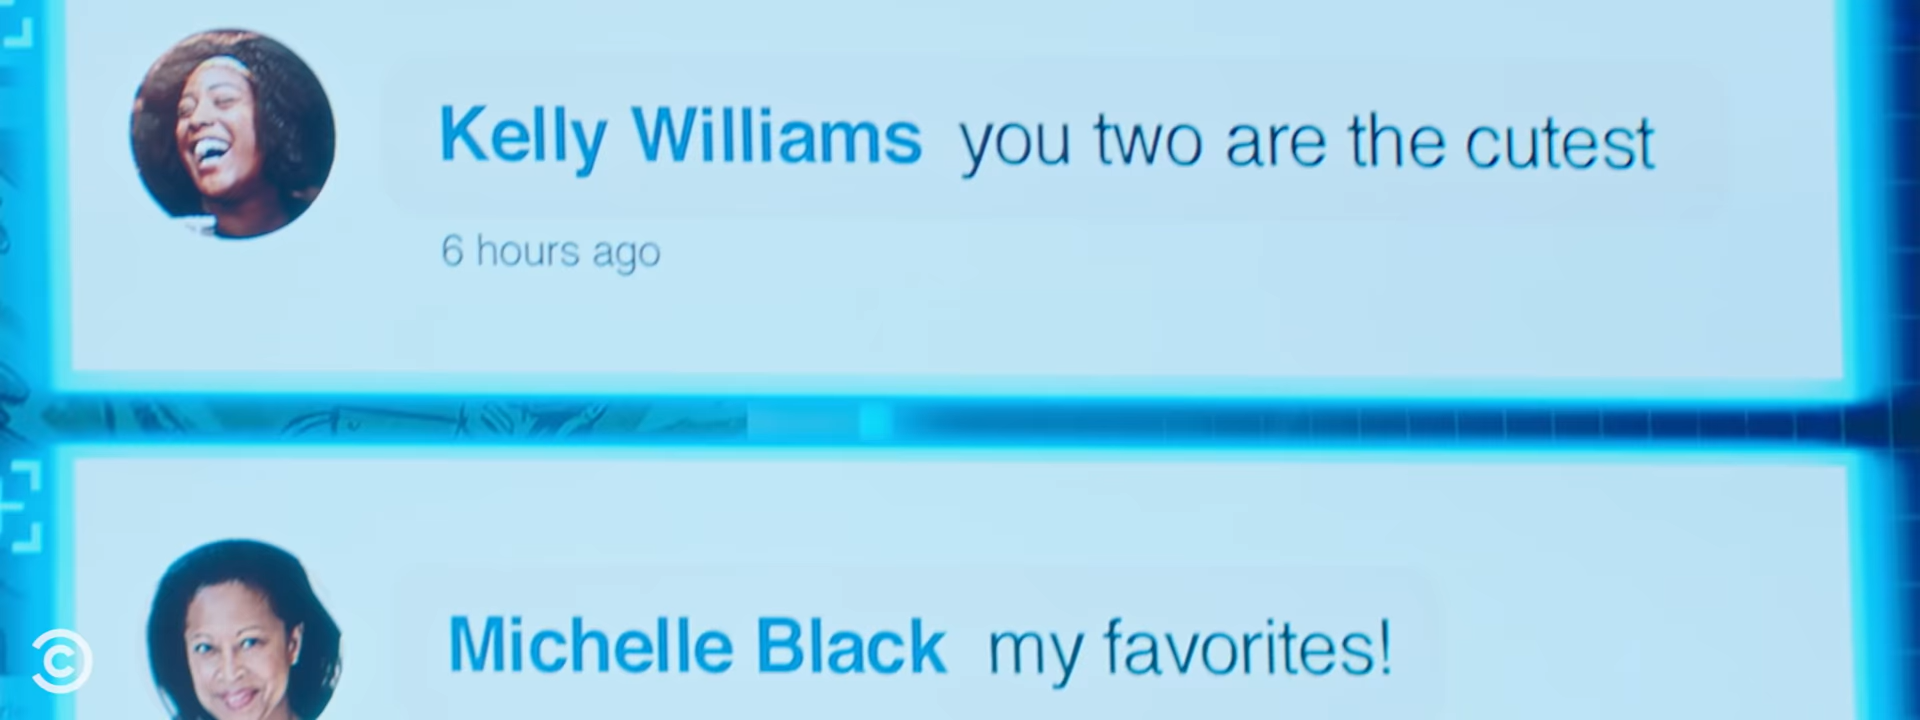 Kelly Williams you two are the cutest
6 hours ago
Michelle Black my favorites!